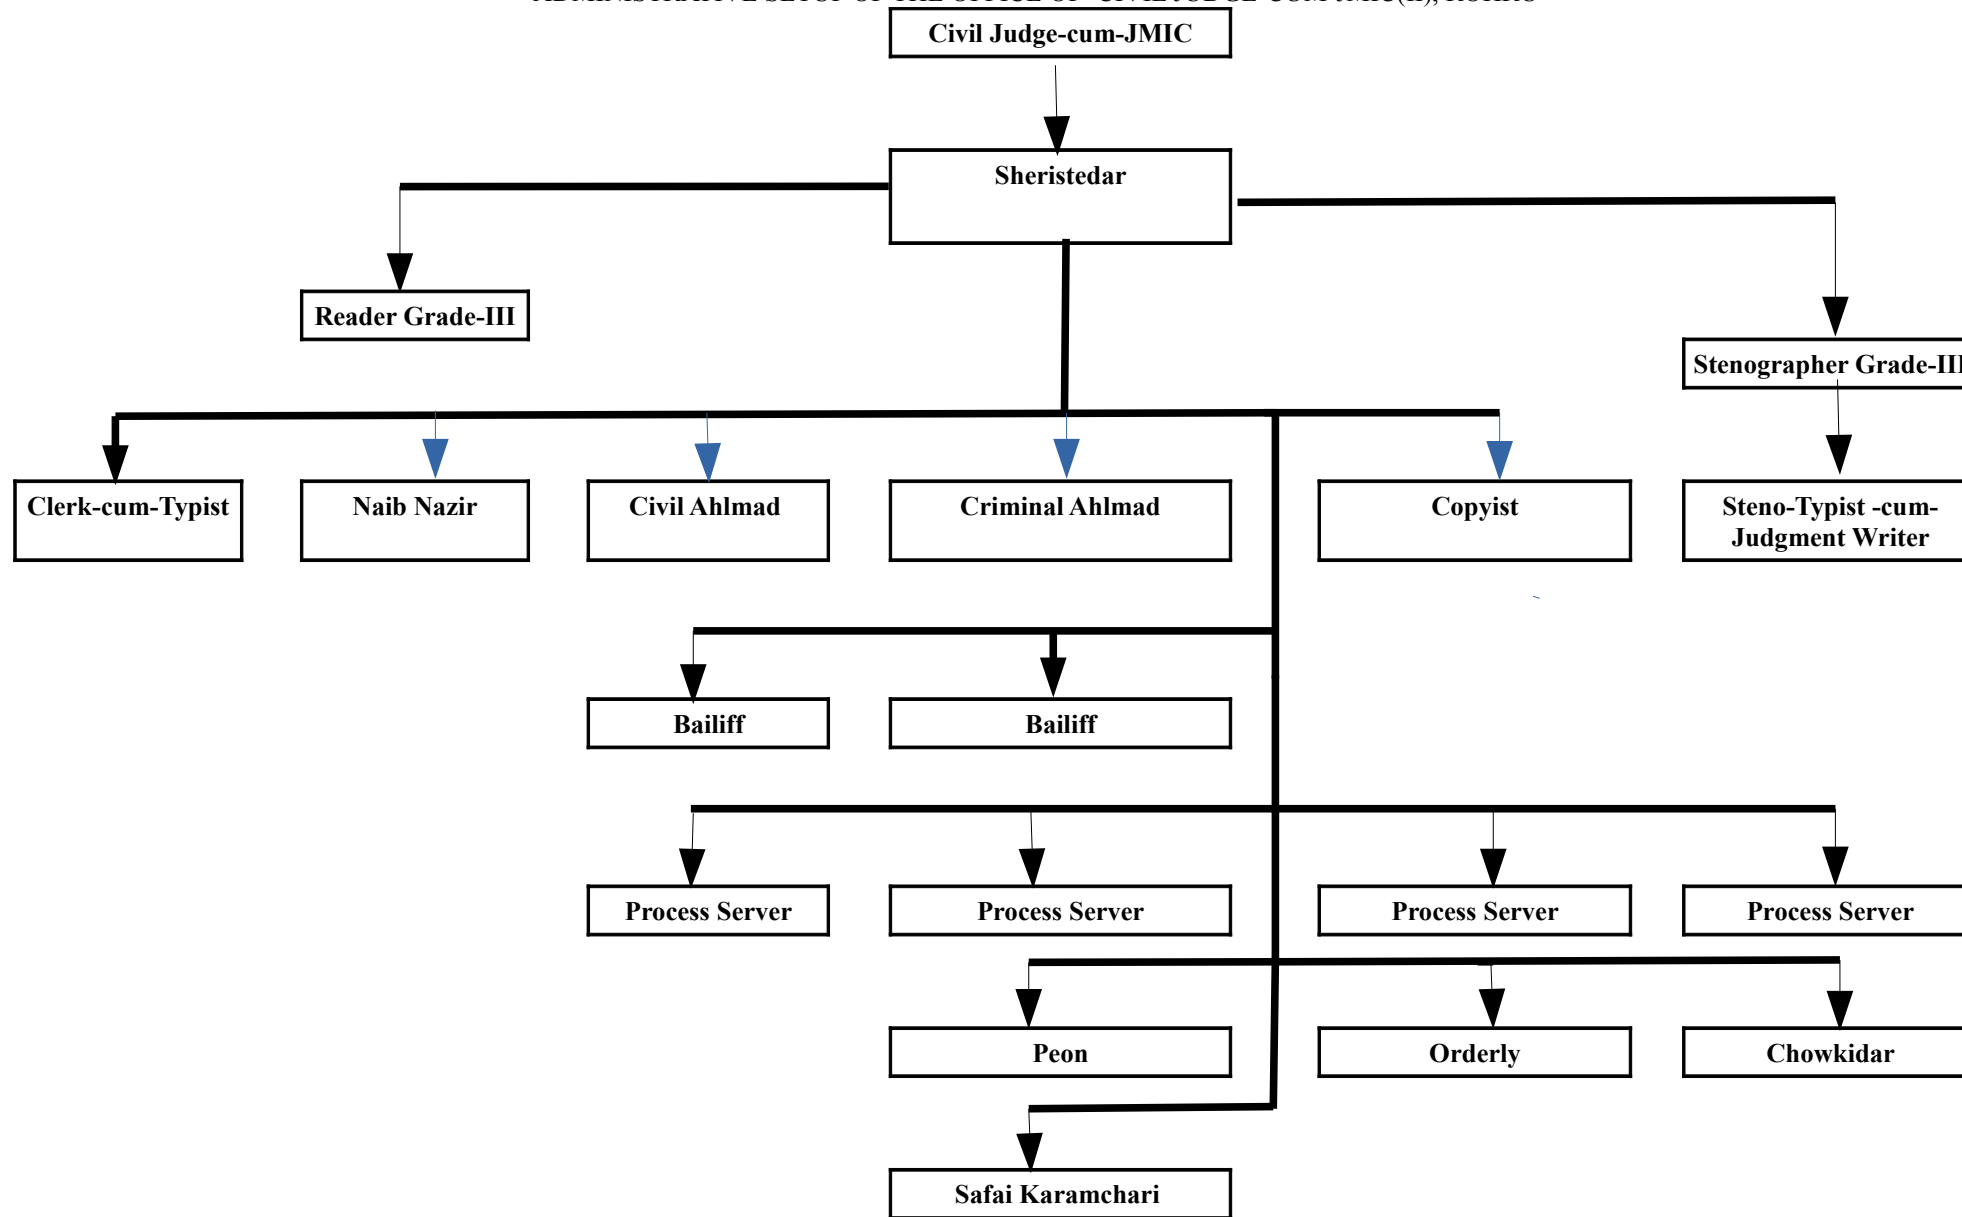 Civil Judge-cum-JMIC
Sheristedar
Reader Grade-III
Stenographer Grade-III
Clerk-cum-Typist
Naib Nazir
Civil Ahlmad
Criminal Ahlmad
Copyist
Steno-Typist -cum-
Judgment Writer
Bailiff
Bailiff
Process Server
Process Server
Process Server
Process Server
Peon
Orderly
Chowkidar
Safai Karamchari